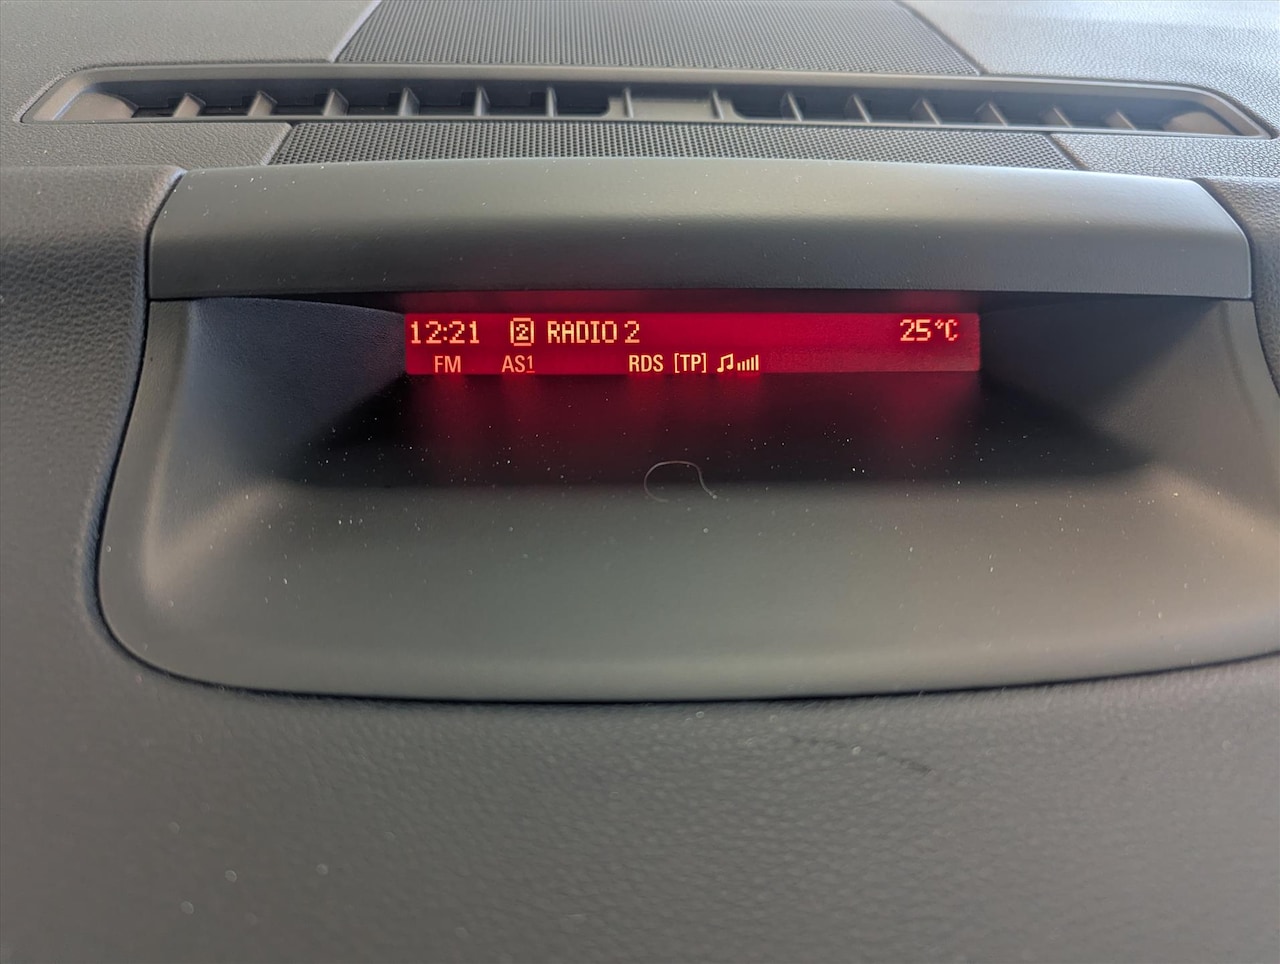 12:21 2 RADIO 2 25°C
FM AS1 RDS [TP]